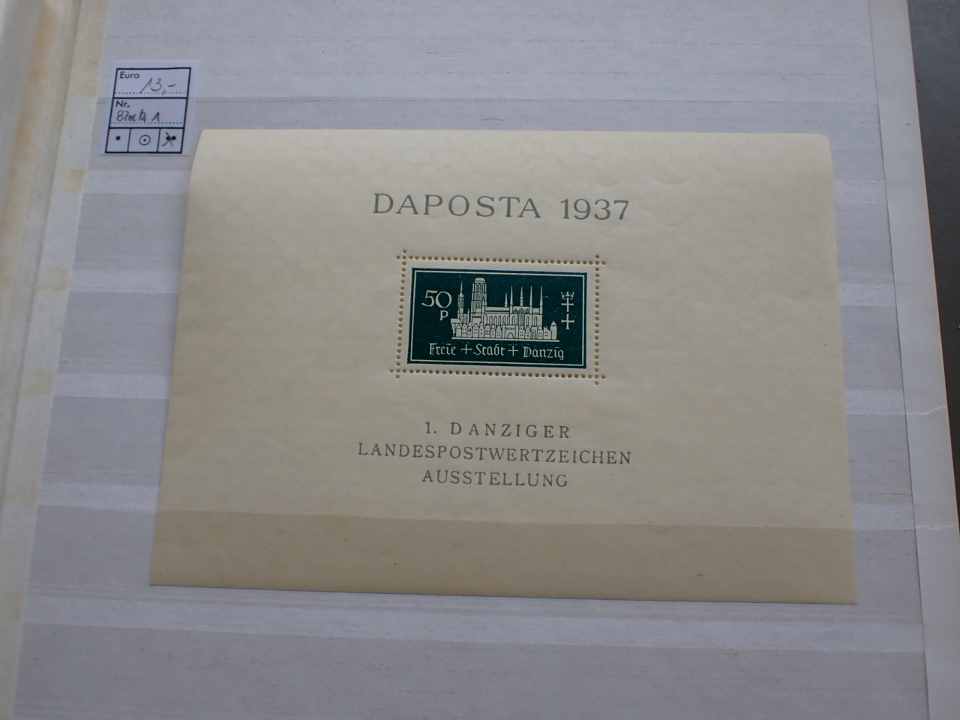 Euro 13,-
Nr.
Block 1
DAPOSTA 1937
50
p
Freie + Stadt + Danzig
1. DANZIGER
LANDESPOSTWERTZEICHEN
AUSSTELLUNG